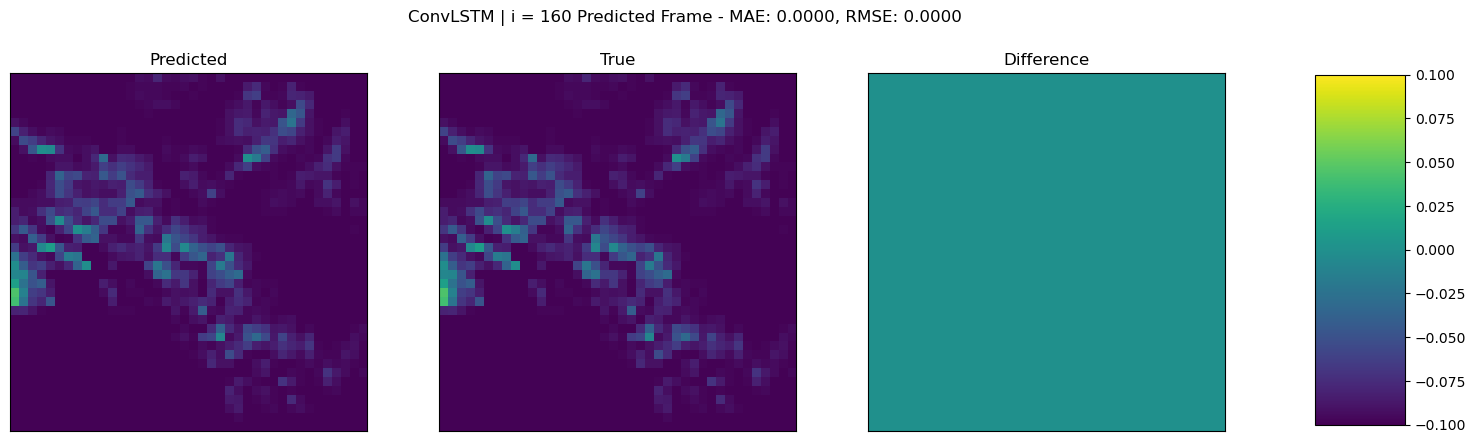 ConvLSTM | i = 160 Predicted Frame - MAE: 0.0000, RMSE: 0.0000
Predicted
True
Difference
0.100
0.075
0.050
0.025
0.000
−0.025
−0.050
−0.075
−0.100